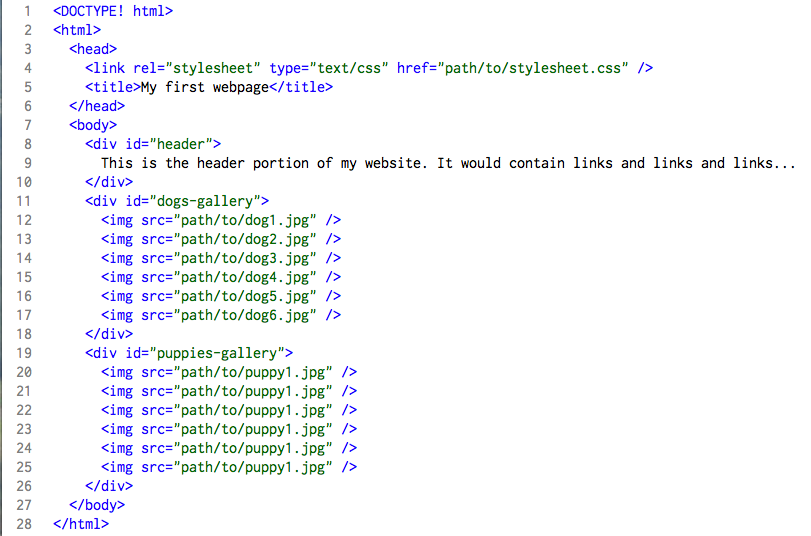 1 <DOCTYPE! html>
2 <html>
3   <head>
4     <link rel="stylesheet" type="text/css" href="path/to/stylesheet.css" />
5     <title>My first webpage</title>
6   </head>
7   <body>
8     <div id="header">
9       This is the header portion of my website. It would contain links and links and links...
10     </div>
11     <div id="dogs-gallery">
12       <img src="path/to/dog1.jpg" />
13       <img src="path/to/dog2.jpg" />
14       <img src="path/to/dog3.jpg" />
15       <img src="path/to/dog4.jpg" />
16       <img src="path/to/dog5.jpg" />
17       <img src="path/to/dog6.jpg" />
18     </div>
19     <div id="puppies-gallery">
20       <img src="path/to/puppy1.jpg" />
21       <img src="path/to/puppy1.jpg" />
22       <img src="path/to/puppy1.jpg" />
23       <img src="path/to/puppy1.jpg" />
24       <img src="path/to/puppy1.jpg" />
25       <img src="path/to/puppy1.jpg" />
26     </div>
27   </body>
28 </html>